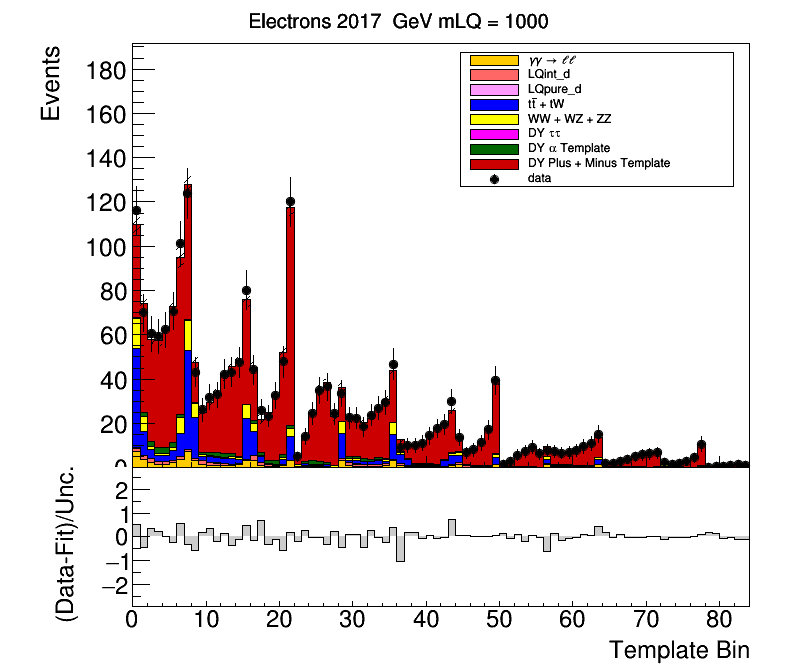 Electrons 2017 GeV mLQ = 1000
Events
180
160
140
120
100
80
60
40
20
0
γγ → ℓℓ
LQint_d
LQpure_d
tt̄ + tW
WW + WZ + ZZ
DY ττ
DY α Template
DY Plus + Minus Template
data
(Data-Fit)/Unc.
2
1
0
−1
−2
0 10 20 30 40 50 60 70 80
Template Bin